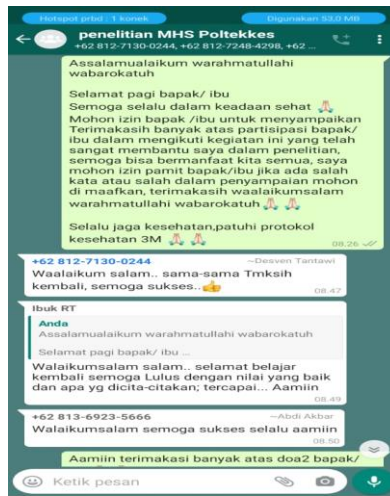 Hotspot prbd : 1 konek Digunakan 53,0 MB
penelitian MHS Poltekkes
+62 812-7130-0244, +62 812-7248-4298, +62 ...
Assalamualaikum warahmatullahi
wabarokatuh
Selamat pagi bapak/ ibu
Semoga selalu dalam keadaan sehat 🙏
Mohon izin bapak /ibu untuk menyampaikan
Terimakasih banyak atas partisipasi bapak/
ibu dalam mengikuti kegiatan ini yang telah
sangat membantu saya dalam penelitian,
semoga bisa bermanfaat kita semua, saya
mohon izin pamit bapak/ibu jika ada salah
kata atau salah dalam penyampaian mohon
di maafkan, terimakasih waalaikumsalam
warahmatullahi wabarokatuh 🙏 🙏
Selalu jaga kesehatan,patuhi protokol
kesehatan 3M 🙏 🙏
08.26
+62 812-7130-0244 ~Desven Tantawi
Waalaikum salam.. sama-sama Tmksih
kembali, semoga sukses..👍
08.47
Ibuk RT
Anda
Assalamualaikum warahmatullahi wabarokatuh
Selamat pagi bapak/ ibu ...
Walaikumsalam salam.. selamat belajar
kembali semoga Lulus dengan nilai yang baik
dan apa yg dicita-citakan; tercapai... Aamiin
08.49
+62 813-6923-5666 ~Abdi Akbar
Walaikumsalam semoga sukses selalu aamiin
08.50
Aamiin terimakasi banyak atas doa2 bapak/
Ketik pesan